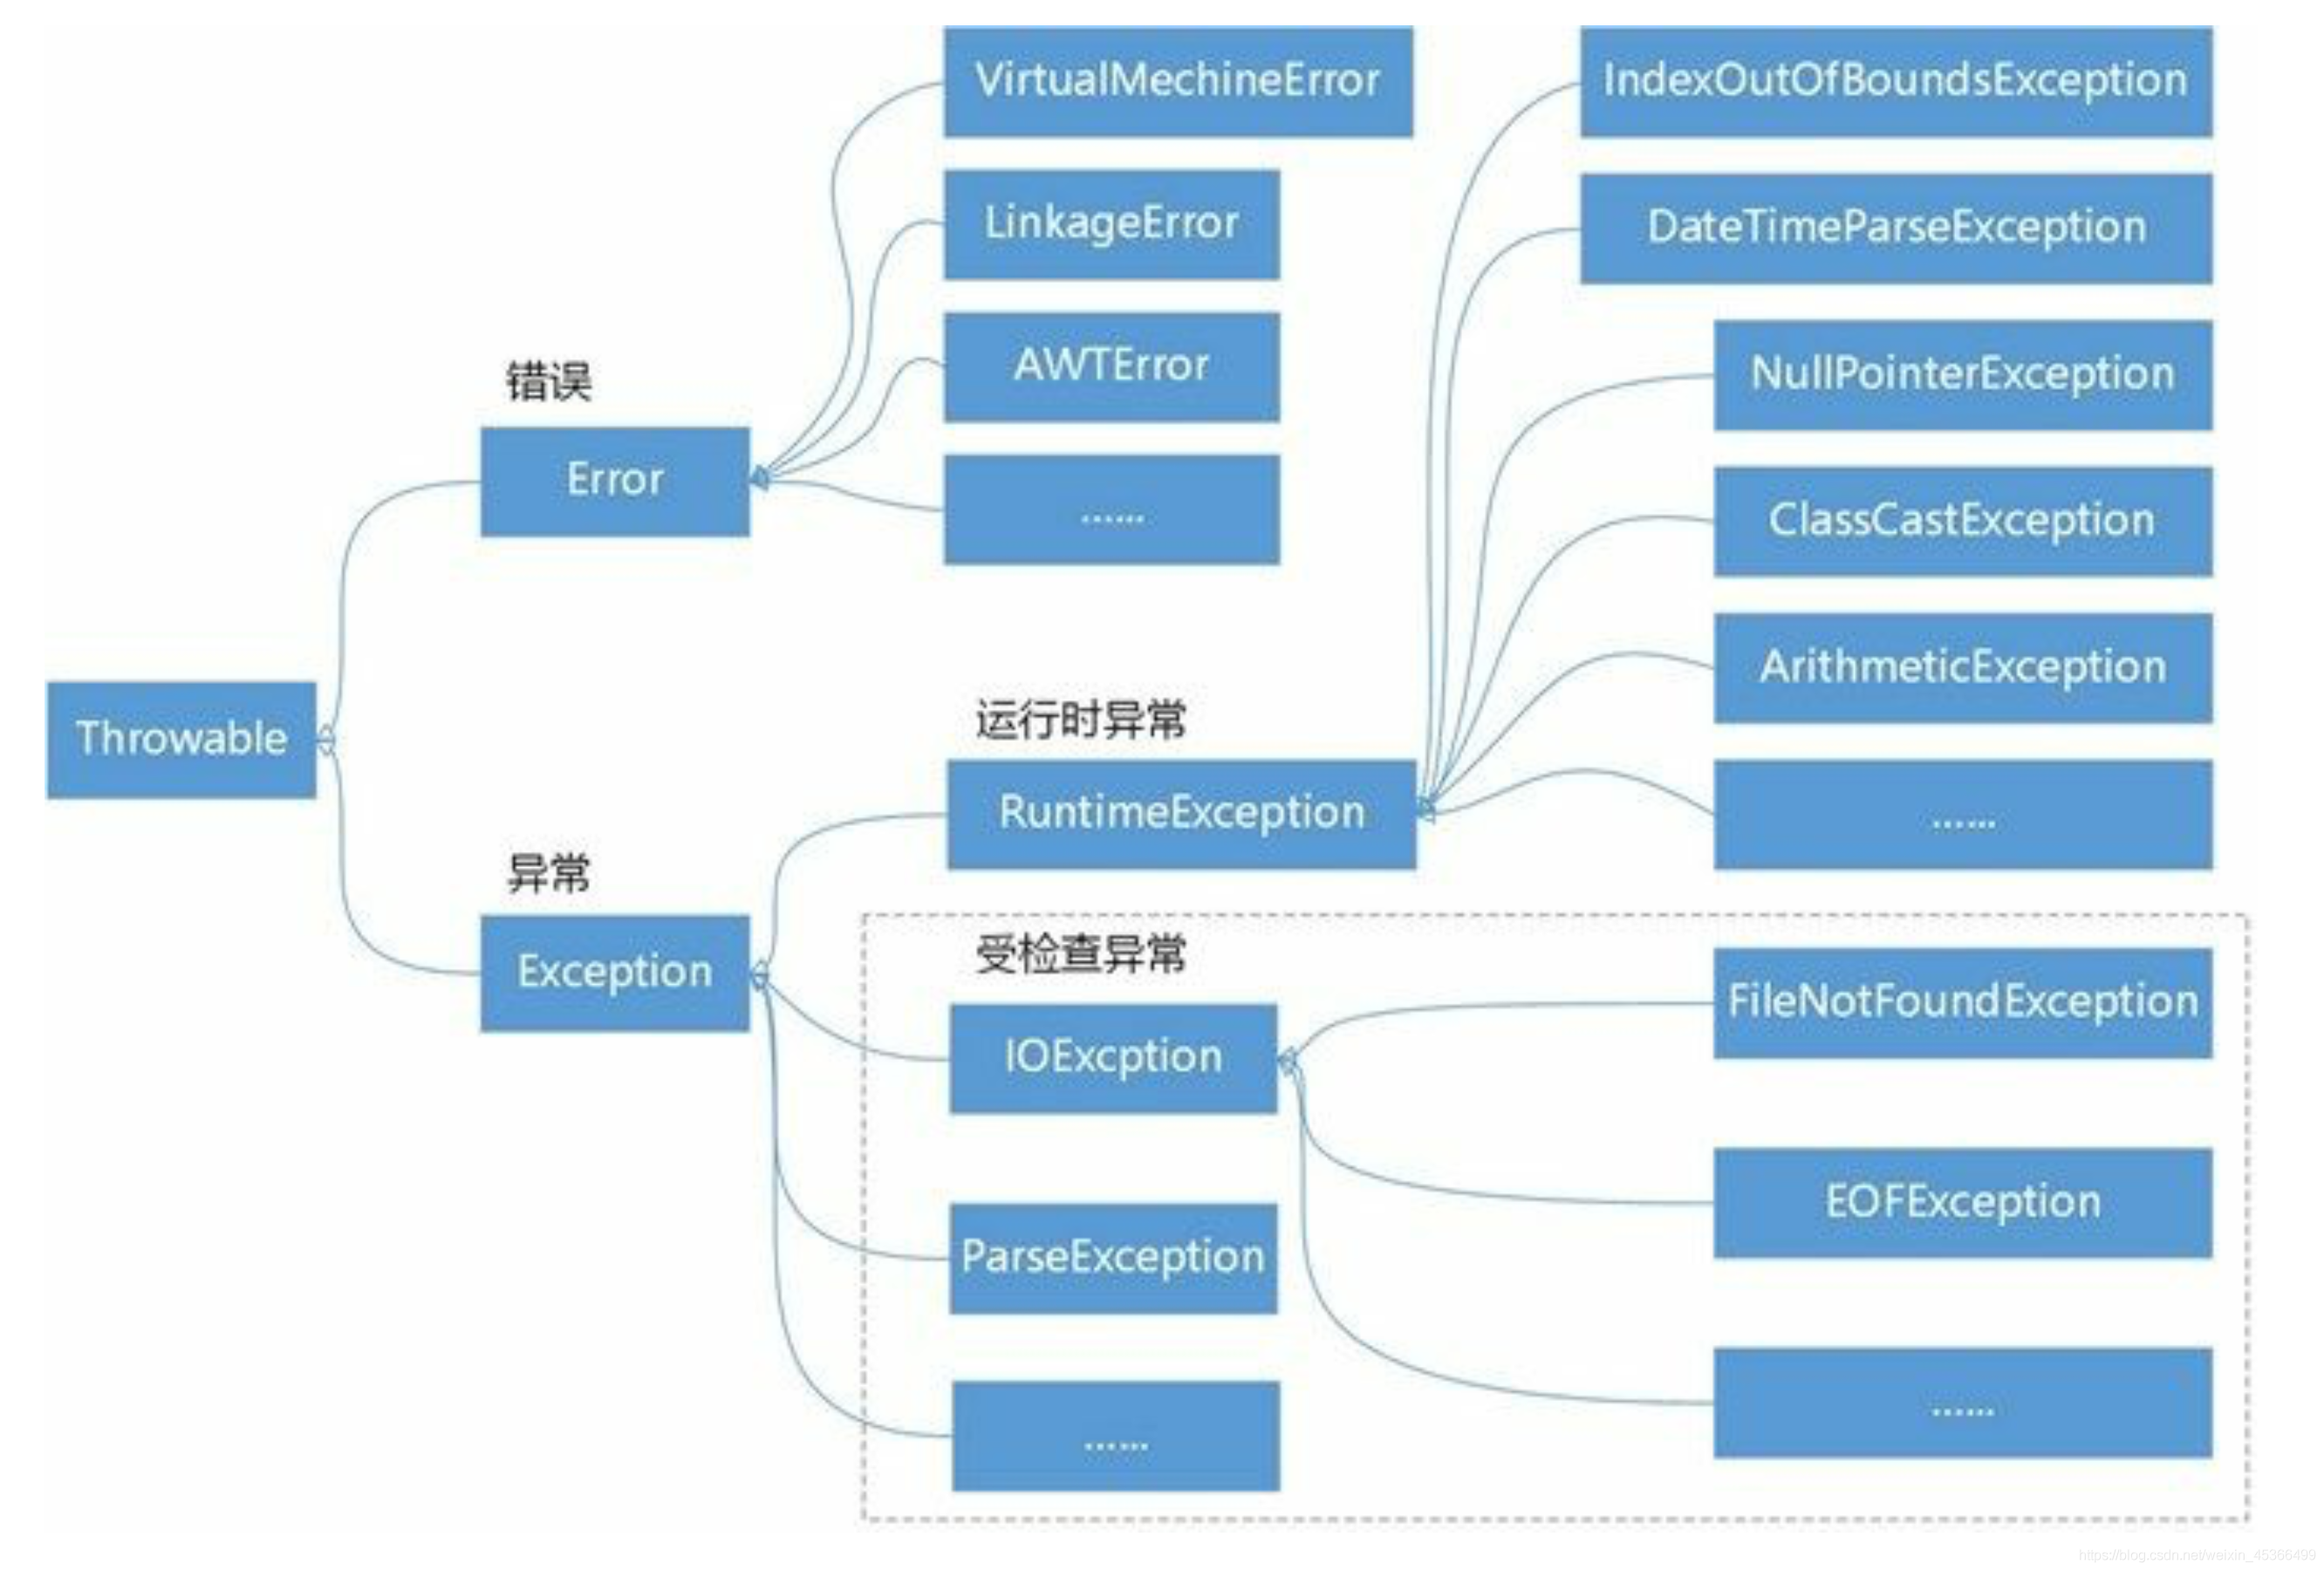 VirtualMechineError
IndexOutOfBoundsException
LinkageError
DateTimeParseException
AWTError
NullPointerException
错误
Error
……
ClassCastException
ArithmeticException
Throwable
运行时异常
RuntimeException
……
异常
Exception
受检查异常
IOExcption
FileNotFoundException
ParseException
EOFException
……
……
https://blog.csdn.net/weixin_45366499